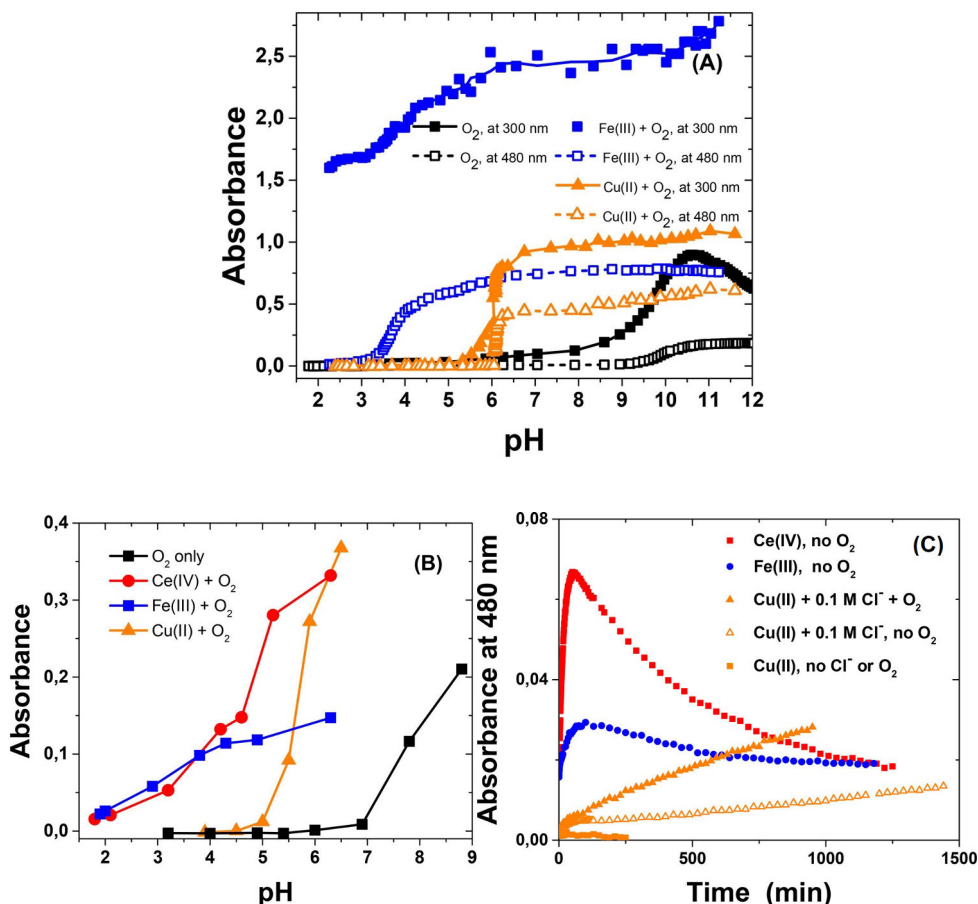 (A)
Absorbance
2,5
2,0
1,5
1,0
0,5
0,0
O2, at 300 nm
O2, at 480 nm
Fe(III) + O2, at 300 nm
Fe(III) + O2, at 480 nm
Cu(II) + O2, at 300 nm
Cu(II) + O2, at 480 nm
2 3 4 5 6 7 8 9 10 11 12
pH
(B)
Absorbance
0,4
0,3
0,2
0,1
0,0
O2 only
Ce(IV) + O2
Fe(III) + O2
Cu(II) + O2
2 3 4 5 6 7 8 9
pH
(C)
Absorbance at 480 nm
0,08
0,04
0,00
Ce(IV), no O2
Fe(III), no O2
Cu(II) + 0.1 M Cl- + O2
Cu(II) + 0.1 M Cl-, no O2
Cu(II), no Cl- or O2
0 500 1000 1500
Time (min)